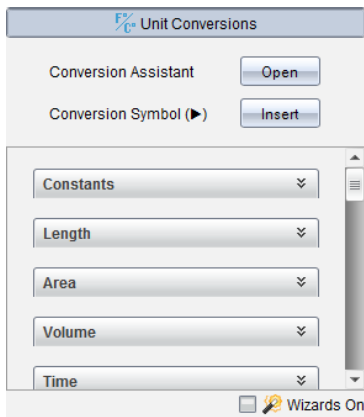 F°/C° Unit Conversions
Conversion Assistant Open
Conversion Symbol (▶) Insert
Constants
Length
Area
Volume
Time
Wizards On